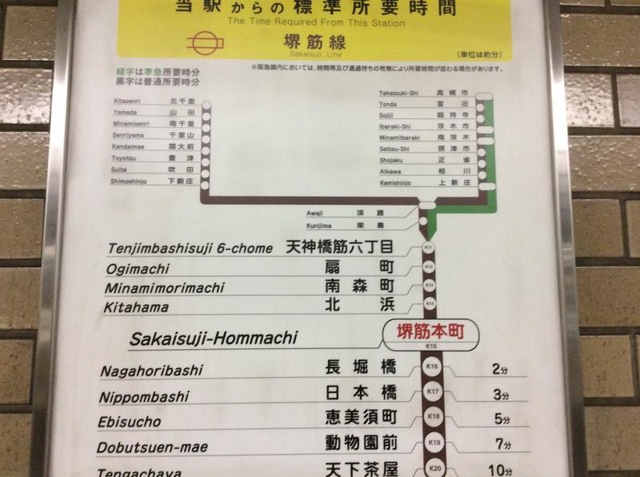 当駅からの標準所要時間
The Time Required From This Station
堺筋線
Sakaisuji Line
(単位は約分)
※阪急線内においては、時間帯及び通過待ちの有無により所要時間が変わる場合があります。
緑字は準急所要時分
黒字は普通所要時分
Kitasenri 北千里
Yamada 山田
Minamisenri 南千里
Senriyama 千里山
Kandaimae 関大前
Toyotsu 豊津
Suita 吹田
Shimoshinjo 下新庄
Takatsuki-Shi 高槻市
Tonda 富田
Sojiji 総持寺
Ibaraki-Shi 茨木市
Minamiibaraki 南茨木
Settsu-Shi 摂津市
Shojaku 正雀
Aikawa 相川
Kamishinjo 上新庄
Awaji 淡路
Kunijima 柴島
Tenjimbashisuji 6-chome 天神橋筋六丁目 K11
Ogimachi 扇町 K12
Minamimorimachi 南森町 K13
Kitahama 北浜 K14
Sakaisuji-Hommachi 堺筋本町 K15
Nagahoribashi 長堀橋 K16 2分
Nippombashi 日本橋 K17 3分
Ebisucho 恵美須町 K18 5分
Dobutsuen-mae 動物園前 K19 7分
Tengachaya 天下茶屋 K20 10分